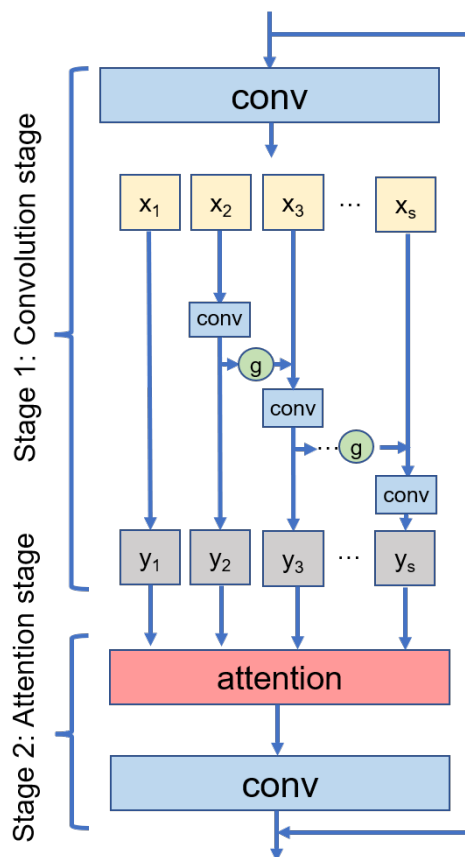 Stage 1: Convolution stage
conv
x1 x2 x3 ... xs
conv
g
conv
... g
conv
y1 y2 y3 ... ys
Stage 2: Attention stage
attention
conv